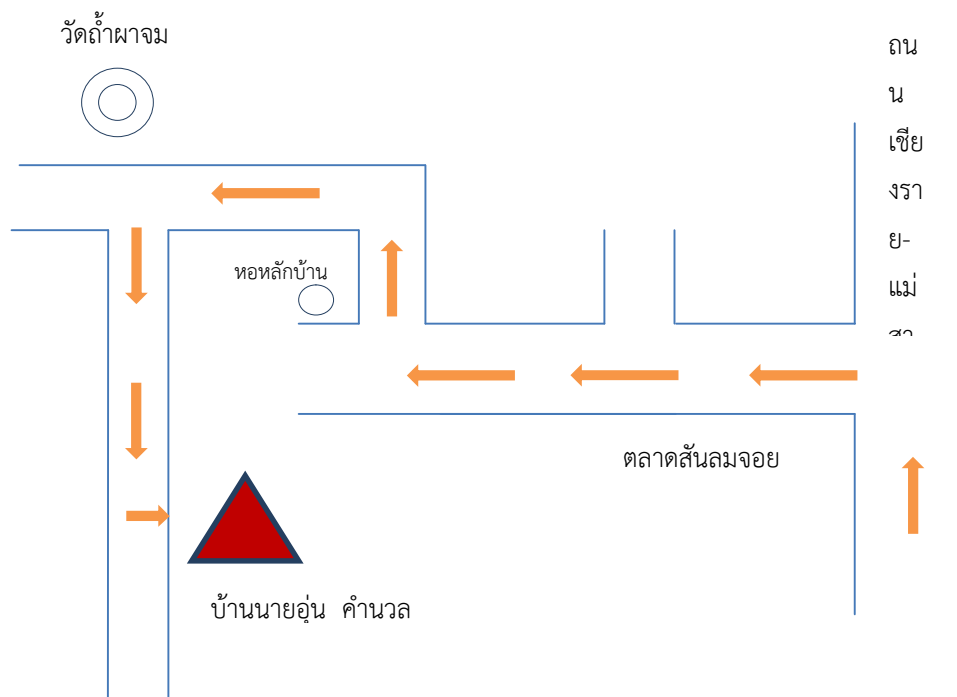 วัดถ้ำผาจม
ถน
น
เชีย
งรา
ย-
แม่
หอหลักบ้าน
ตลาดสันลมจอย
บ้านนายอุ่น คำนวล